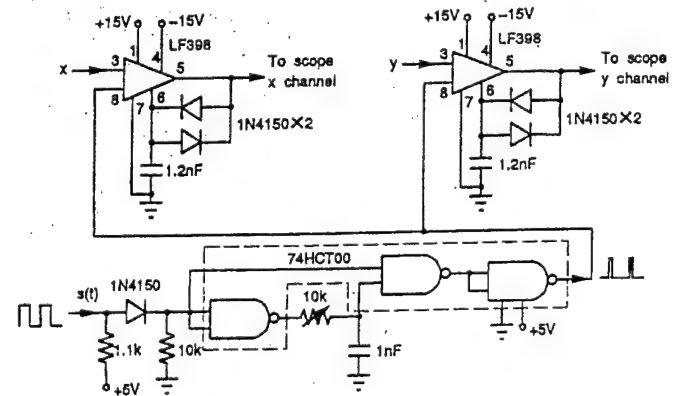 +15V -15V
LF398
1
4
3
x
5
To scope
x channel
8
7
6
1N4150×2
1.2nF
+15V -15V
LF398
1
4
3
y
5
To scope
y channel
8
7
6
1N4150×2
1.2nF
74HCT00
1N4150
s(t)
10k
1.1k
10k
1nF
+5V
+5V